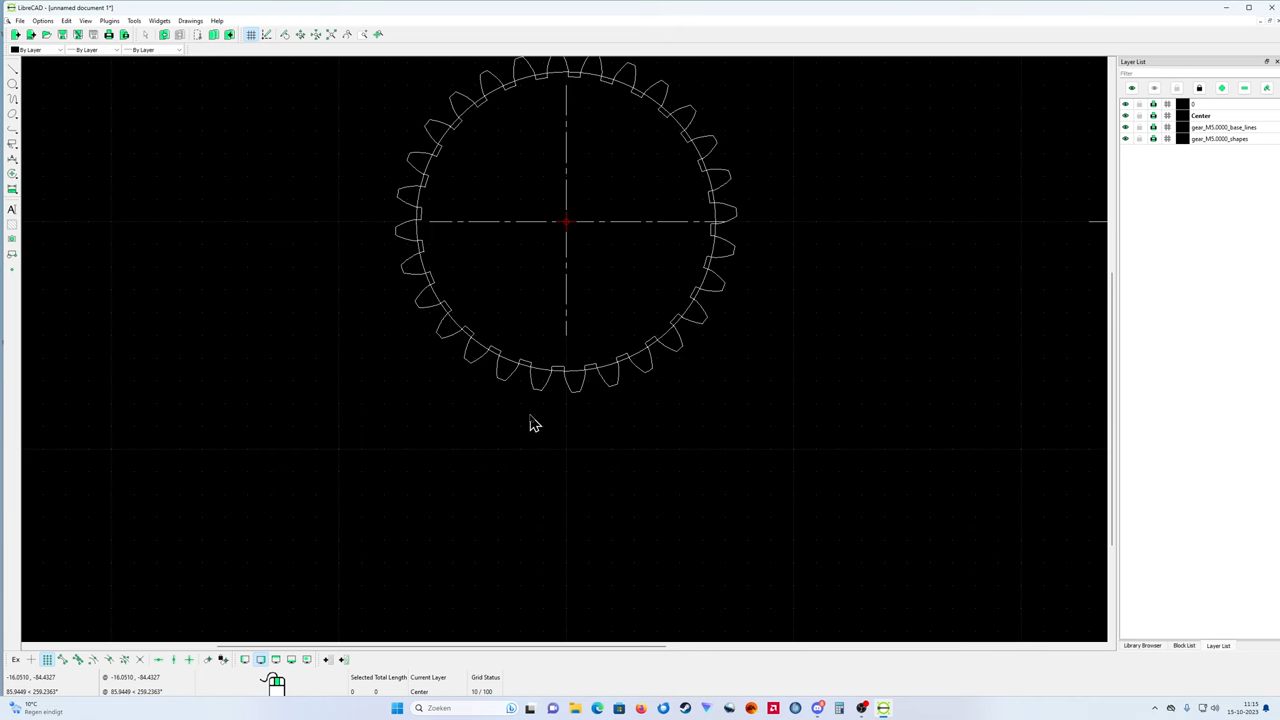 LibreCAD - [unnamed document 1*]
File Options Edit View Plugins Tools Widgets Drawings Help
By Layer By Layer By Layer
Layer List
Filter
0
Center
gear_M5.0000_base_lines
gear_M5.0000_shapes
Library Browser Block List Layer List
Ex
-16.0510 , -84.4327 @ -16.0510 , -84.4327 Selected Total Length Current Layer Grid Status
85.9449 < 259.2363° @ 85.9449 < 259.2363° 0 0 Center 10 / 100
10°C
Regen eindigt
Zoeken
11:15
15-10-2023